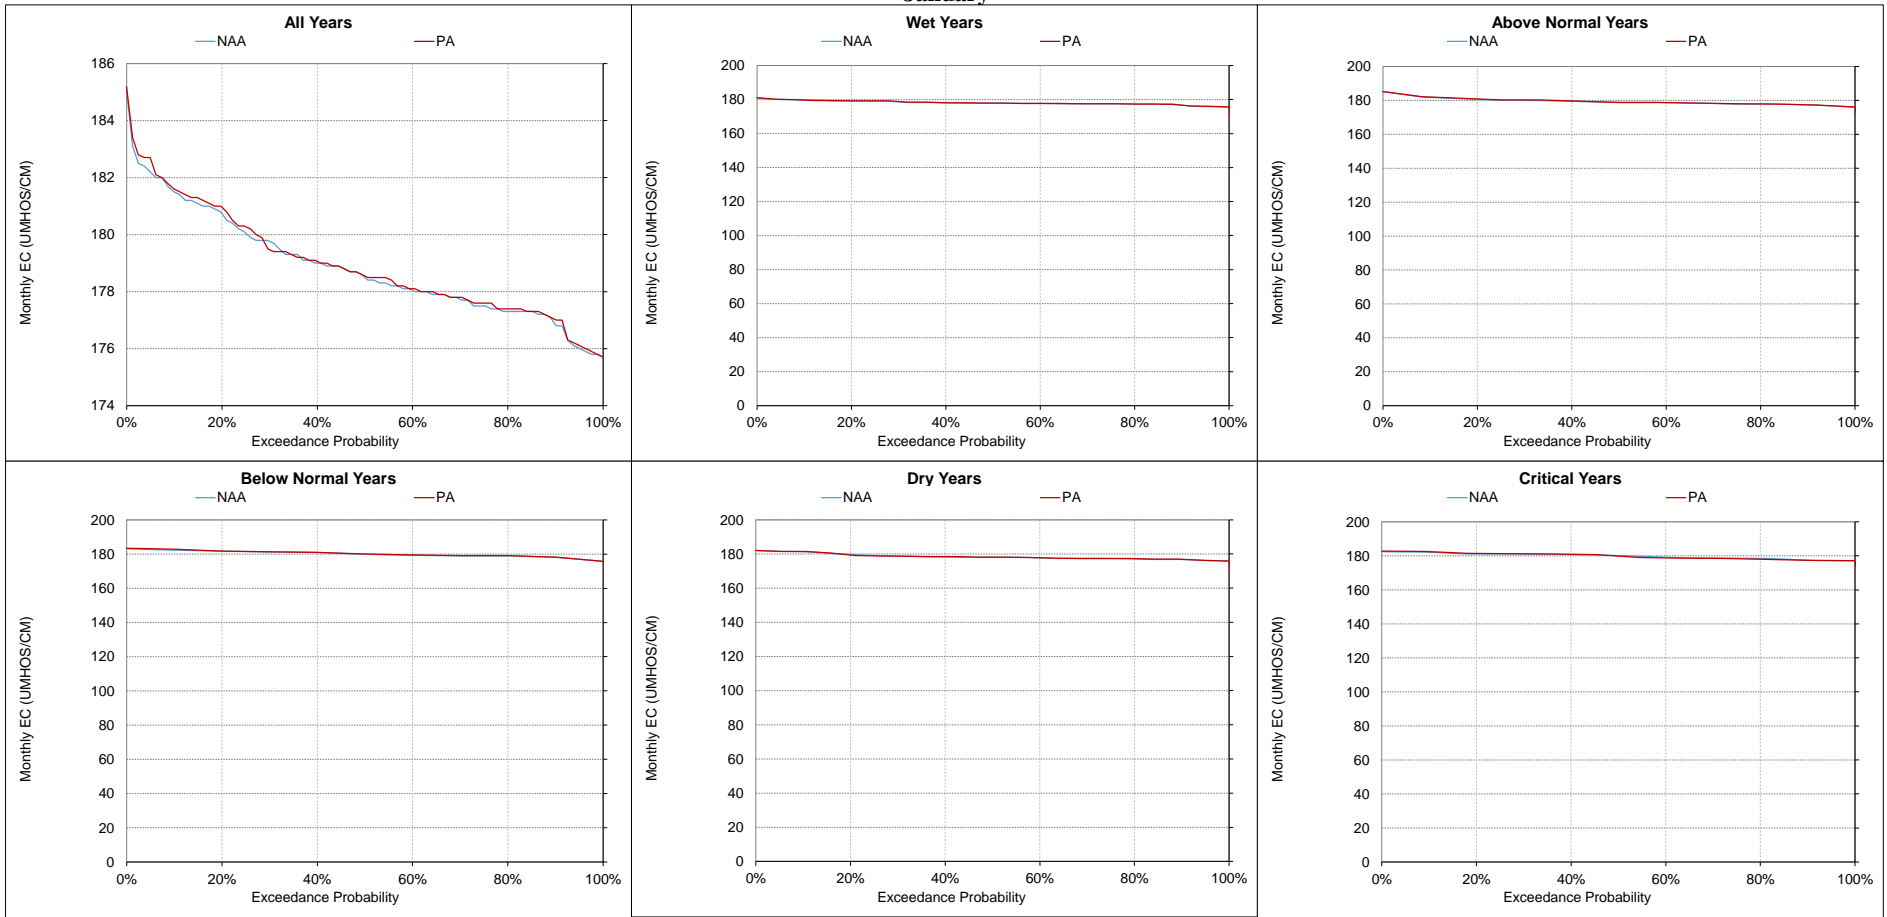 All Years
NAA PA
186
184
182
180
178
176
174
0% 20% 40% 60% 80% 100%
Monthly EC (UMHOS/CM)
Exceedance Probability
Wet Years
NAA PA
200
180
160
140
120
100
80
60
40
20
0
0% 20% 40% 60% 80% 100%
Monthly EC (UMHOS/CM)
Exceedance Probability
Above Normal Years
NAA PA
200
180
160
140
120
100
80
60
40
20
0
0% 20% 40% 60% 80% 100%
Monthly EC (UMHOS/CM)
Exceedance Probability
Below Normal Years
NAA PA
200
180
160
140
120
100
80
60
40
20
0
0% 20% 40% 60% 80% 100%
Monthly EC (UMHOS/CM)
Exceedance Probability
Dry Years
NAA PA
200
180
160
140
120
100
80
60
40
20
0
0% 20% 40% 60% 80% 100%
Monthly EC (UMHOS/CM)
Exceedance Probability
Critical Years
NAA PA
200
180
160
140
120
100
80
60
40
20
0
0% 20% 40% 60% 80% 100%
Monthly EC (UMHOS/CM)
Exceedance Probability